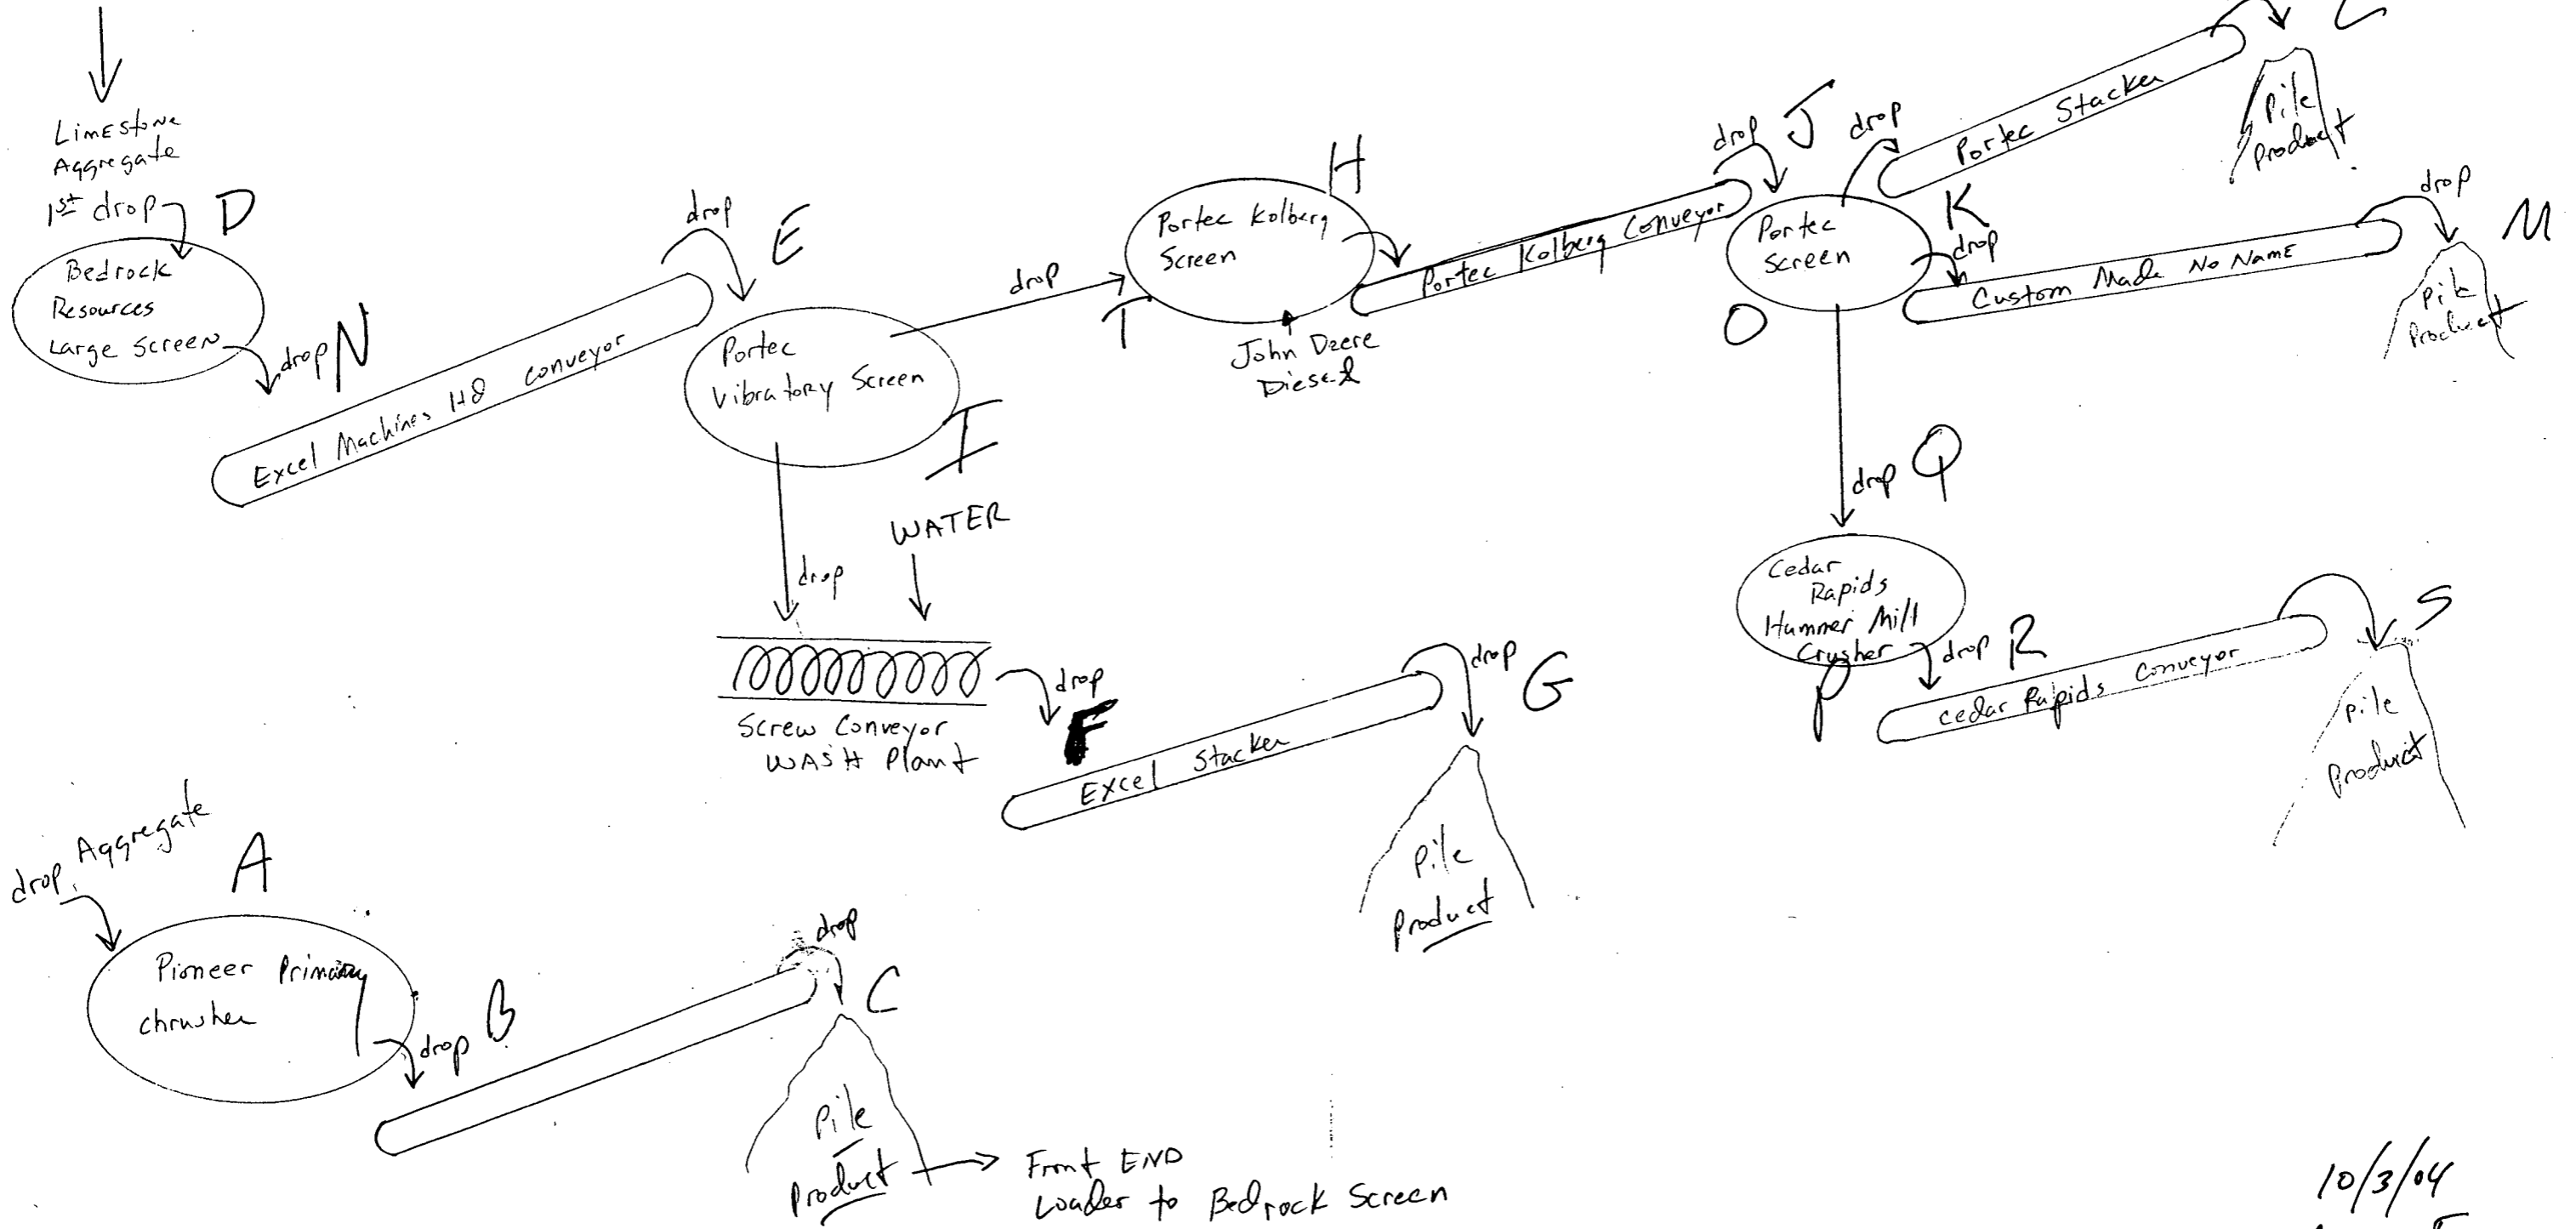 L
Limestone
Aggregate
1st drop
D
Bedrock
Resources
Large Screen
drop
N
Excel Machines HD conveyor
drop
E
Portec
Vibratory Screen
I
drop
T
Portec Kolberg
Screen
H
John Deere
Diesel
Portec Kolberg Conveyor
drop
J
Portec
Screen
O
drop
Portec Stacker
Pile
Product
K
drop
Custom Made No Name
drop
M
Pile
Product
drop
Q
Cedar
Rapids
Hammer Mill
Crusher
P
drop
R
Cedar Rapids Conveyor
S
Pile
Product
WATER
drop
Screw Conveyor
WASH Plant
drop
F
Excel Stacker
drop
G
Pile
Product
drop Aggregate
A
Pioneer Primary
chrusher
drop
B
drop
C
Pile
Product
Front END
Loader to Bedrock Screen
10/3/04